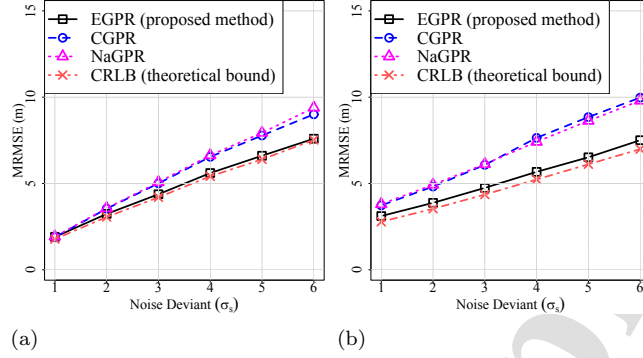 EGPR (proposed method)
CGPR
NaGPR
CRLB (theoretical bound)
MRMSE (m)
15
10
5
0
1 2 3 4 5 6
Noise Deviant (σs)
(a)
EGPR (proposed method)
CGPR
NaGPR
CRLB (theoretical bound)
MRMSE (m)
15
10
5
0
1 2 3 4 5 6
Noise Deviant (σs)
(b)